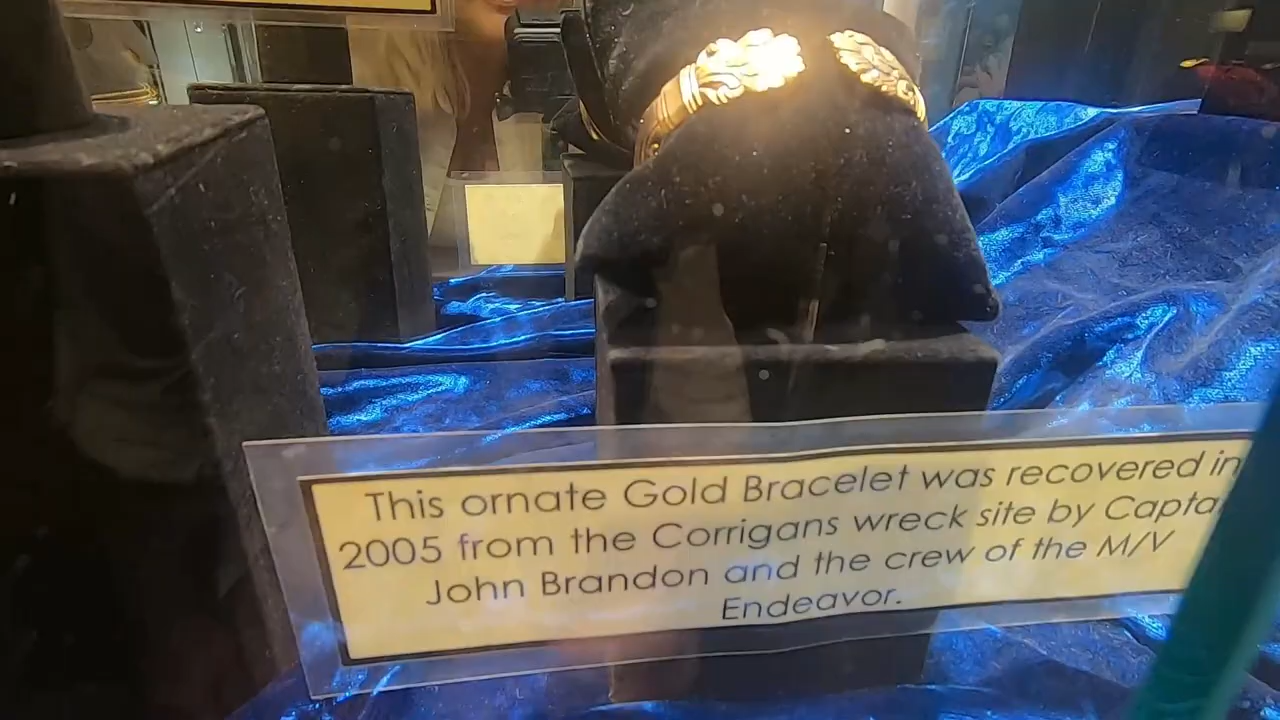 This ornate Gold Bracelet was recovered in
2005 from the Corrigans wreck site by Capta
John Brandon and the crew of the M/V
Endeavor.